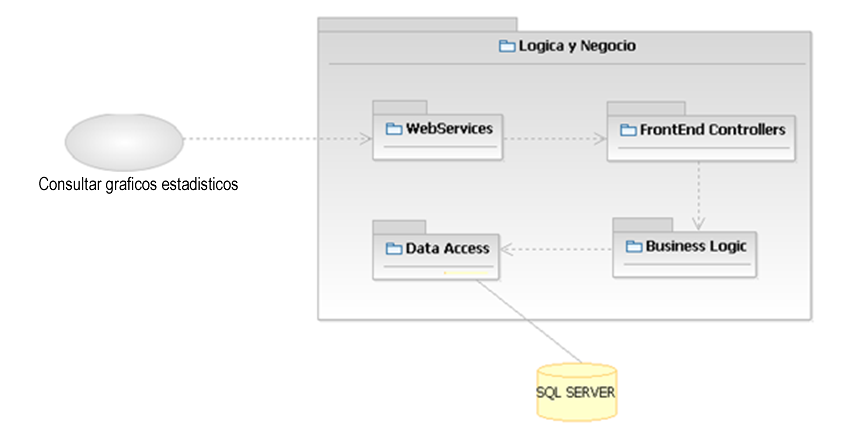 Logica y Negocio
WebServices
FrontEnd Controllers
Consultar graficos estadisticos
Data Access
Business Logic
SQL SERVER